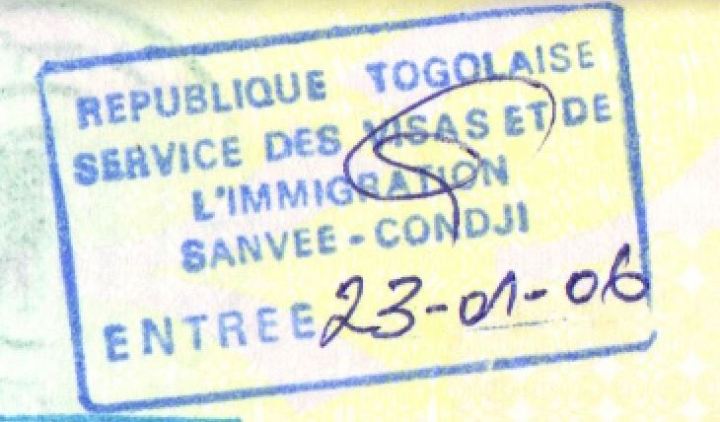 REPUBLIQUE TOGOLAISE
SERVICE DES VISAS ET DE
L'IMMIGRATION
SANVEE-CONDJI
ENTREE 23-01-06